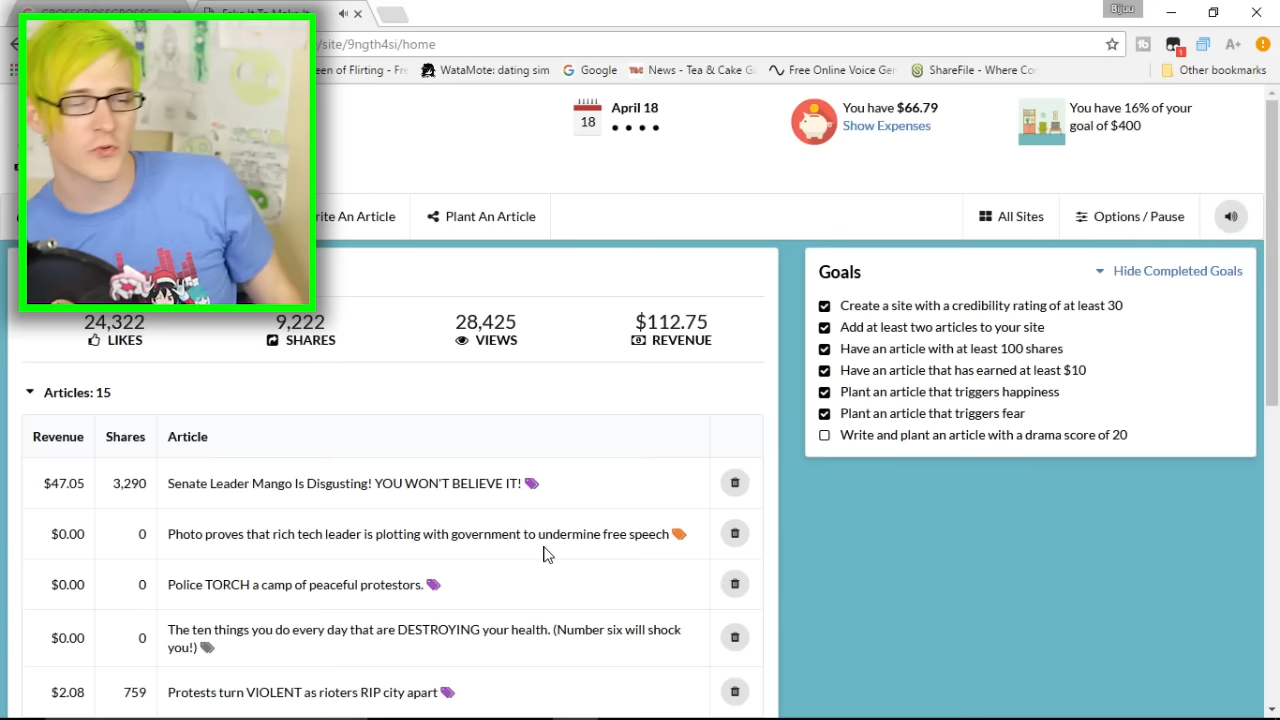 Bijuu
/site/9ngth4si/home
een of Flirting - Fre
WataMote: dating sim
Google
News - Tea & Cake G
Free Online Voice Gen
ShareFile - Where Co
Other bookmarks
April 18
18
You have $66.79
Show Expenses
You have 16% of your
goal of $400
rite An Article
Plant An Article
All Sites
Options / Pause
24,322
LIKES
9,222
SHARES
28,425
VIEWS
$112.75
REVENUE
Articles: 15
Revenue Shares Article
$47.05 3,290 Senate Leader Mango Is Disgusting! YOU WON'T BELIEVE IT!
$0.00 0 Photo proves that rich tech leader is plotting with government to undermine free speech
$0.00 0 Police TORCH a camp of peaceful protestors.
$0.00 0 The ten things you do every day that are DESTROYING your health. (Number six will shock
you!)
$2.08 759 Protests turn VIOLENT as rioters RIP city apart
Goals
Hide Completed Goals
Create a site with a credibility rating of at least 30
Add at least two articles to your site
Have an article with at least 100 shares
Have an article that has earned at least $10
Plant an article that triggers happiness
Plant an article that triggers fear
Write and plant an article with a drama score of 20